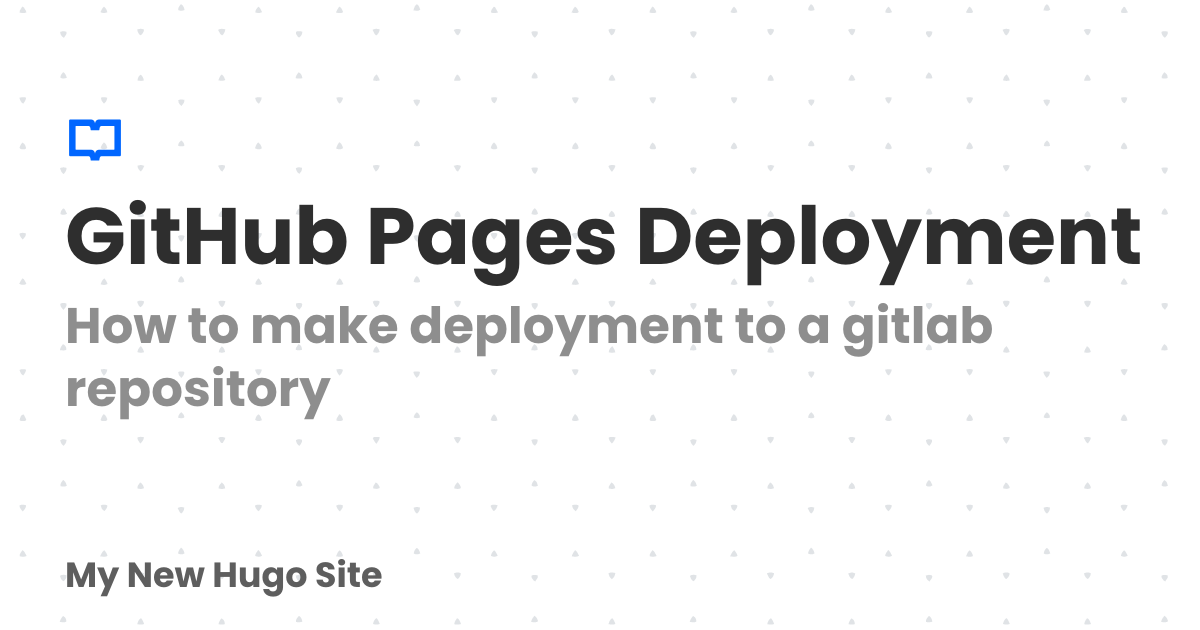 GitHub Pages Deployment
How to make deployment to a gitlab
repository
My New Hugo Site